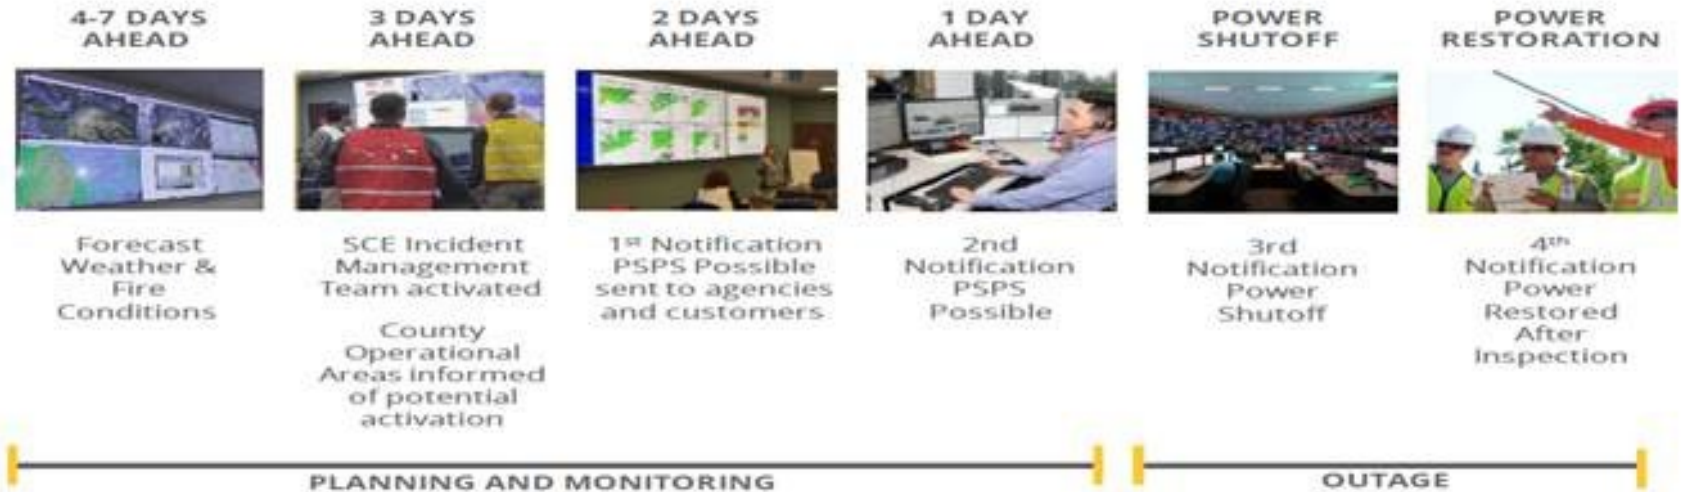 4-7 DAYS
AHEAD
3 DAYS
AHEAD
2 DAYS
AHEAD
1 DAY
AHEAD
POWER
SHUTOFF
POWER
RESTORATION
Forecast
Weather &
Fire
Conditions
SCE Incident
Management
Team activated
County
Operational
Areas informed
of potential
activation
1st Notification
PSPS Possible
sent to agencies
and customers
2nd
Notification
PSPS
Possible
3rd
Notification
Power
Shutoff
4th
Notification
Power
Restored
After
Inspection
PLANNING AND MONITORING
OUTAGE